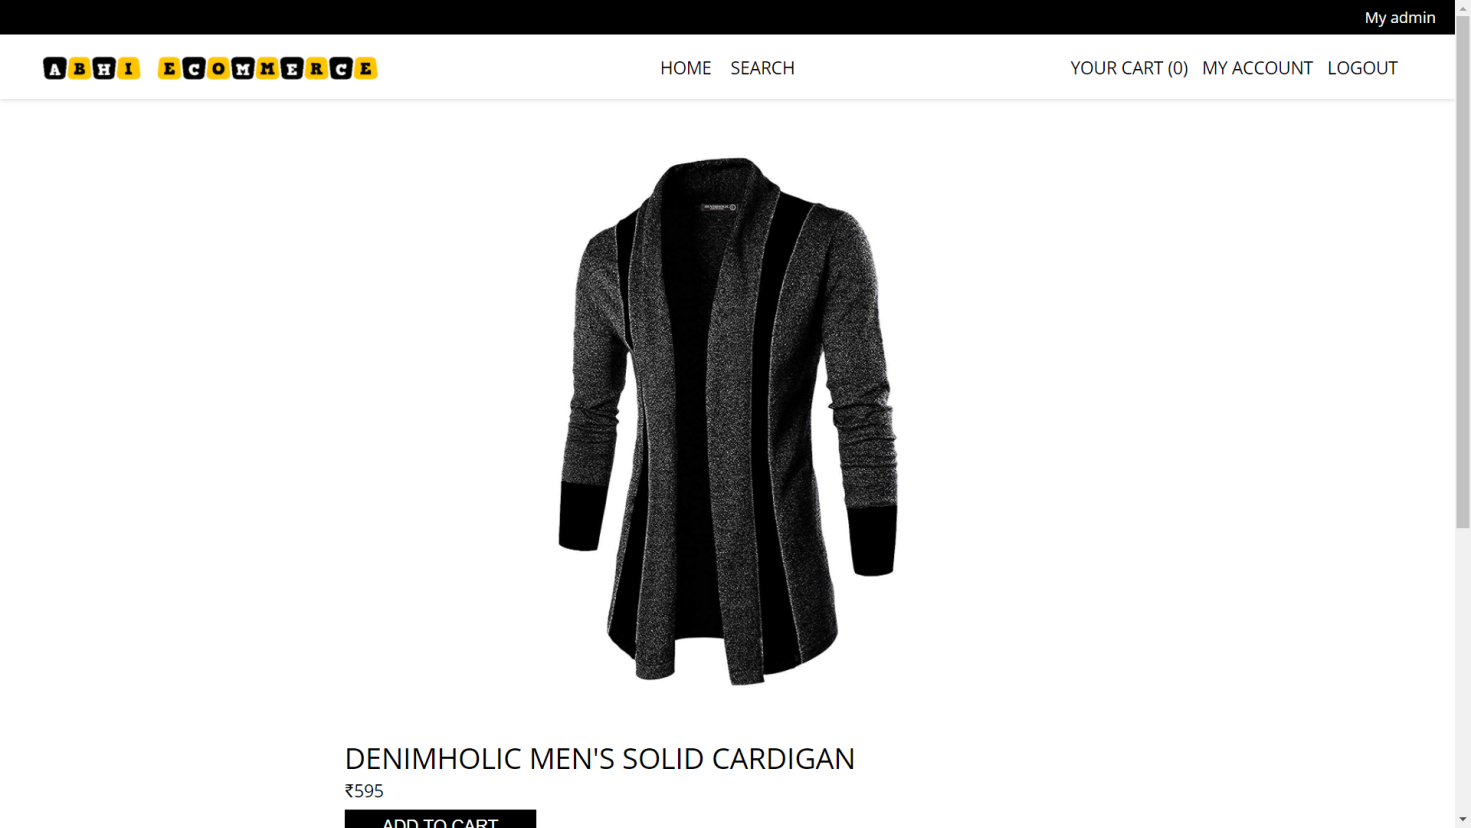 My admin
ABHI ECOMMERCE
HOME SEARCH
YOUR CART (0) MY ACCOUNT LOGOUT
DENIMHOLIC MEN'S SOLID CARDIGAN
₹595
ADD TO CART